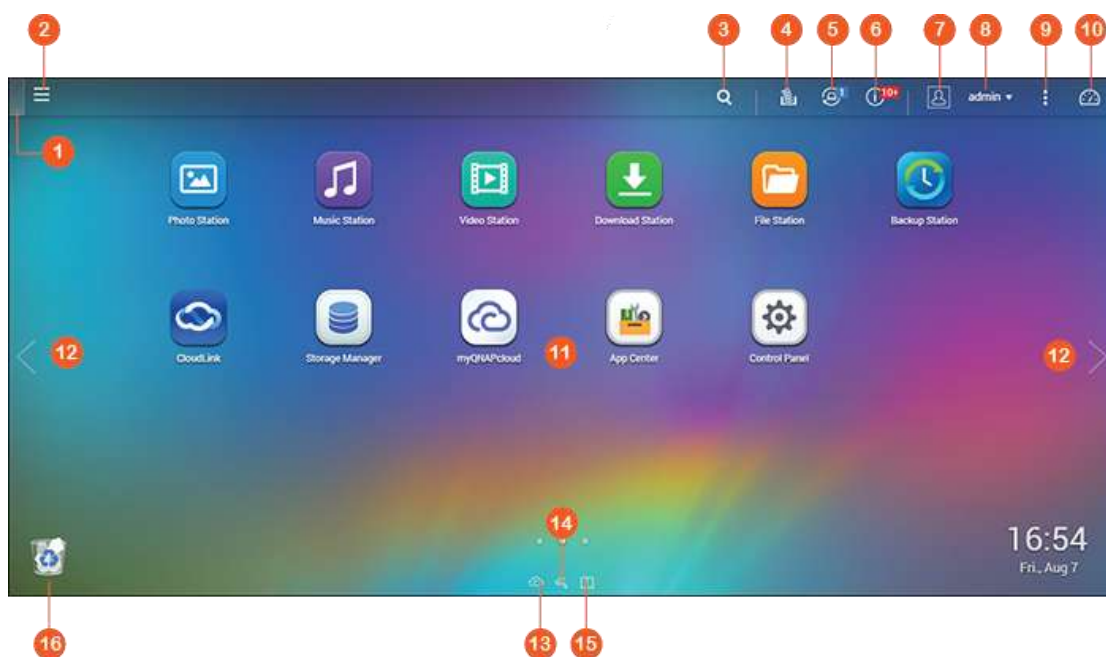 2 3 4 5 6 7 8 9 10
1 10+ admin
1
Photo Station Music Station Video Station Download Station File Station Backup Station
12 CloudLink Storage Manager myQNAPcloud 11 App Center Control Panel 12
14
16:54
Fri., Aug 7
16 13 15